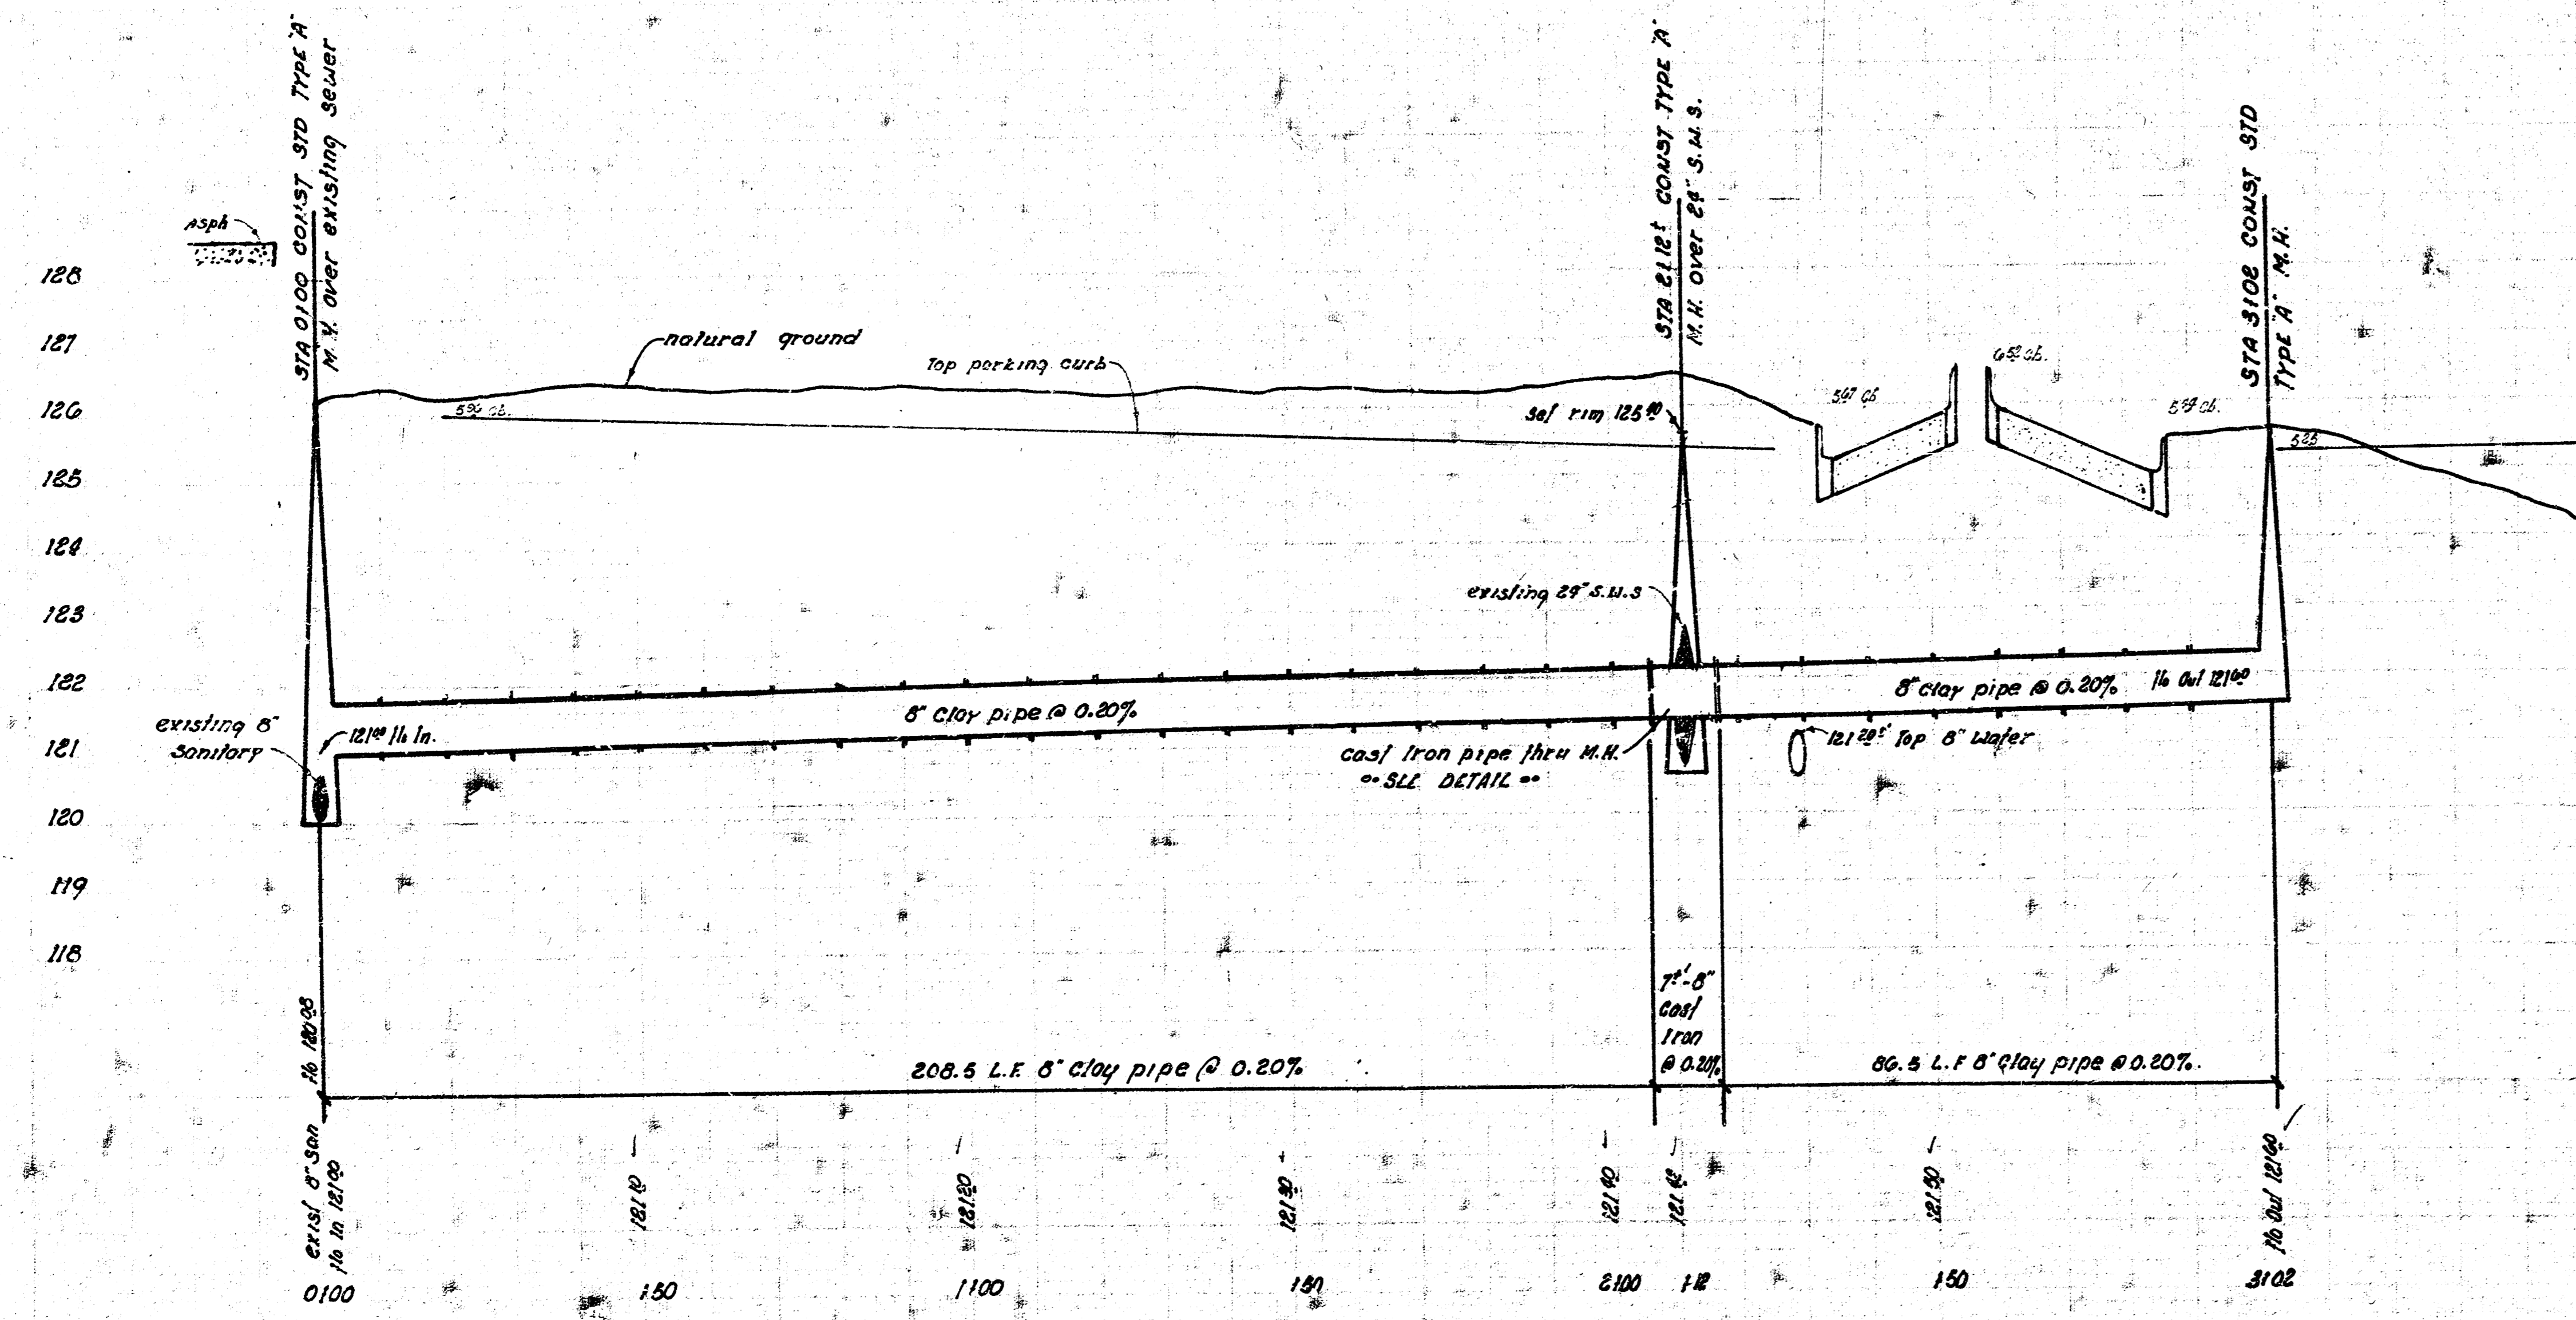 STA 0+00 CONST STD TYPE "A"
M.H. over existing sewer
STA 2+12± CONST TYPE "A"
M.H. over 24" S.W.S.
STA 3+02 CONST STD
TYPE "A" M.H.
Asph
128
127
126
125
124
123
122
121
120
119
118
natural ground
Top parking curb
set rim 125.40
existing 24" S.W.S
8" Clay pipe @ 0.20%
8" clay pipe @ 0.20%
f/l Out 121.60
existing 8"
Sanitary
121.00 f/l In.
cast iron pipe thru M.H.
•• SEE DETAIL ••
121.20± Top 8" Water
525
567 cb
7±'-8"
Cast
Iron
@ 0.20%
208.5 L.F. 8" Clay pipe @ 0.20%
86.5 L.F 8" Clay pipe @ 0.20%.
exist 8" San f/l 120.08
f/l In 121.00
121.10
121.20
121.30
121.40
121.42
121.50
f/l Out 121.60
0+00
+50
1+00
+50
2+00
+12
+50
3+02